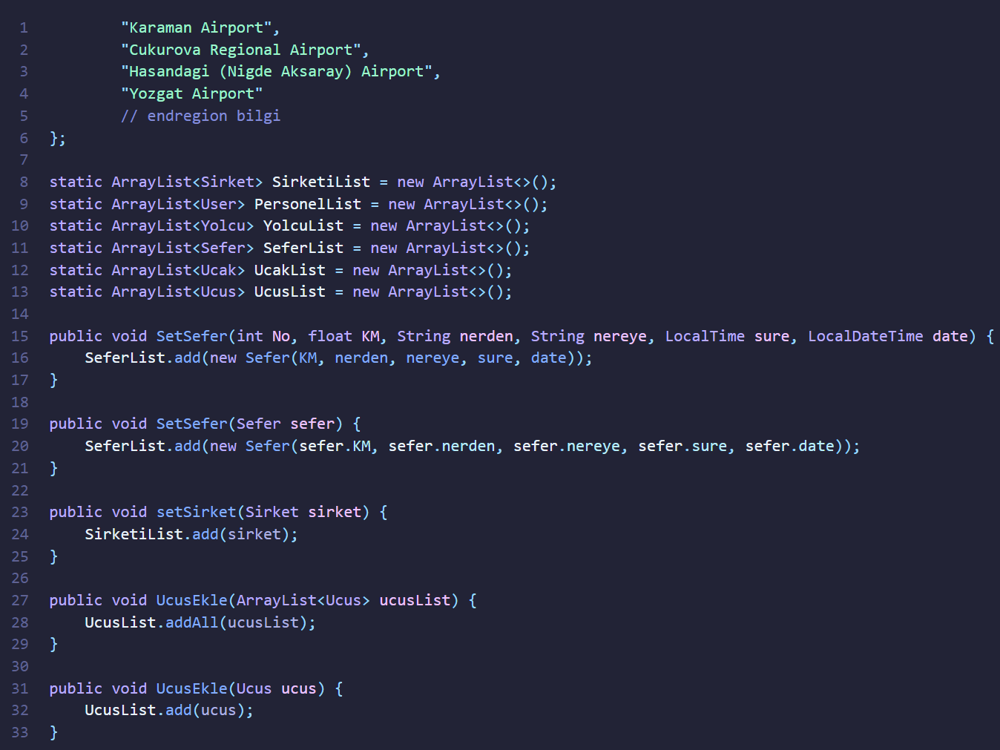 1 "Karaman Airport",
2 "Cukurova Regional Airport",
3 "Hasandagi (Nigde Aksaray) Airport",
4 "Yozgat Airport"
5 // endregion bilgi
6 };
7
8 static ArrayList<Sirket> SirketiList = new ArrayList<>();
9 static ArrayList<User> PersonelList = new ArrayList<>();
10 static ArrayList<Yolcu> YolcuList = new ArrayList<>();
11 static ArrayList<Sefer> SeferList = new ArrayList<>();
12 static ArrayList<Ucak> UcakList = new ArrayList<>();
13 static ArrayList<Ucus> UcusList = new ArrayList<>();
14
15 public void SetSefer(int No, float KM, String nerden, String nereye, LocalTime sure, LocalDateTime date) {
16 SeferList.add(new Sefer(KM, nerden, nereye, sure, date));
17 }
18
19 public void SetSefer(Sefer sefer) {
20 SeferList.add(new Sefer(sefer.KM, sefer.nerden, sefer.nereye, sefer.sure, sefer.date));
21 }
22
23 public void setSirket(Sirket sirket) {
24 SirketiList.add(sirket);
25 }
26
27 public void UcusEkle(ArrayList<Ucus> ucusList) {
28 UcusList.addAll(ucusList);
29 }
30
31 public void UcusEkle(Ucus ucus) {
32 UcusList.add(ucus);
33 }